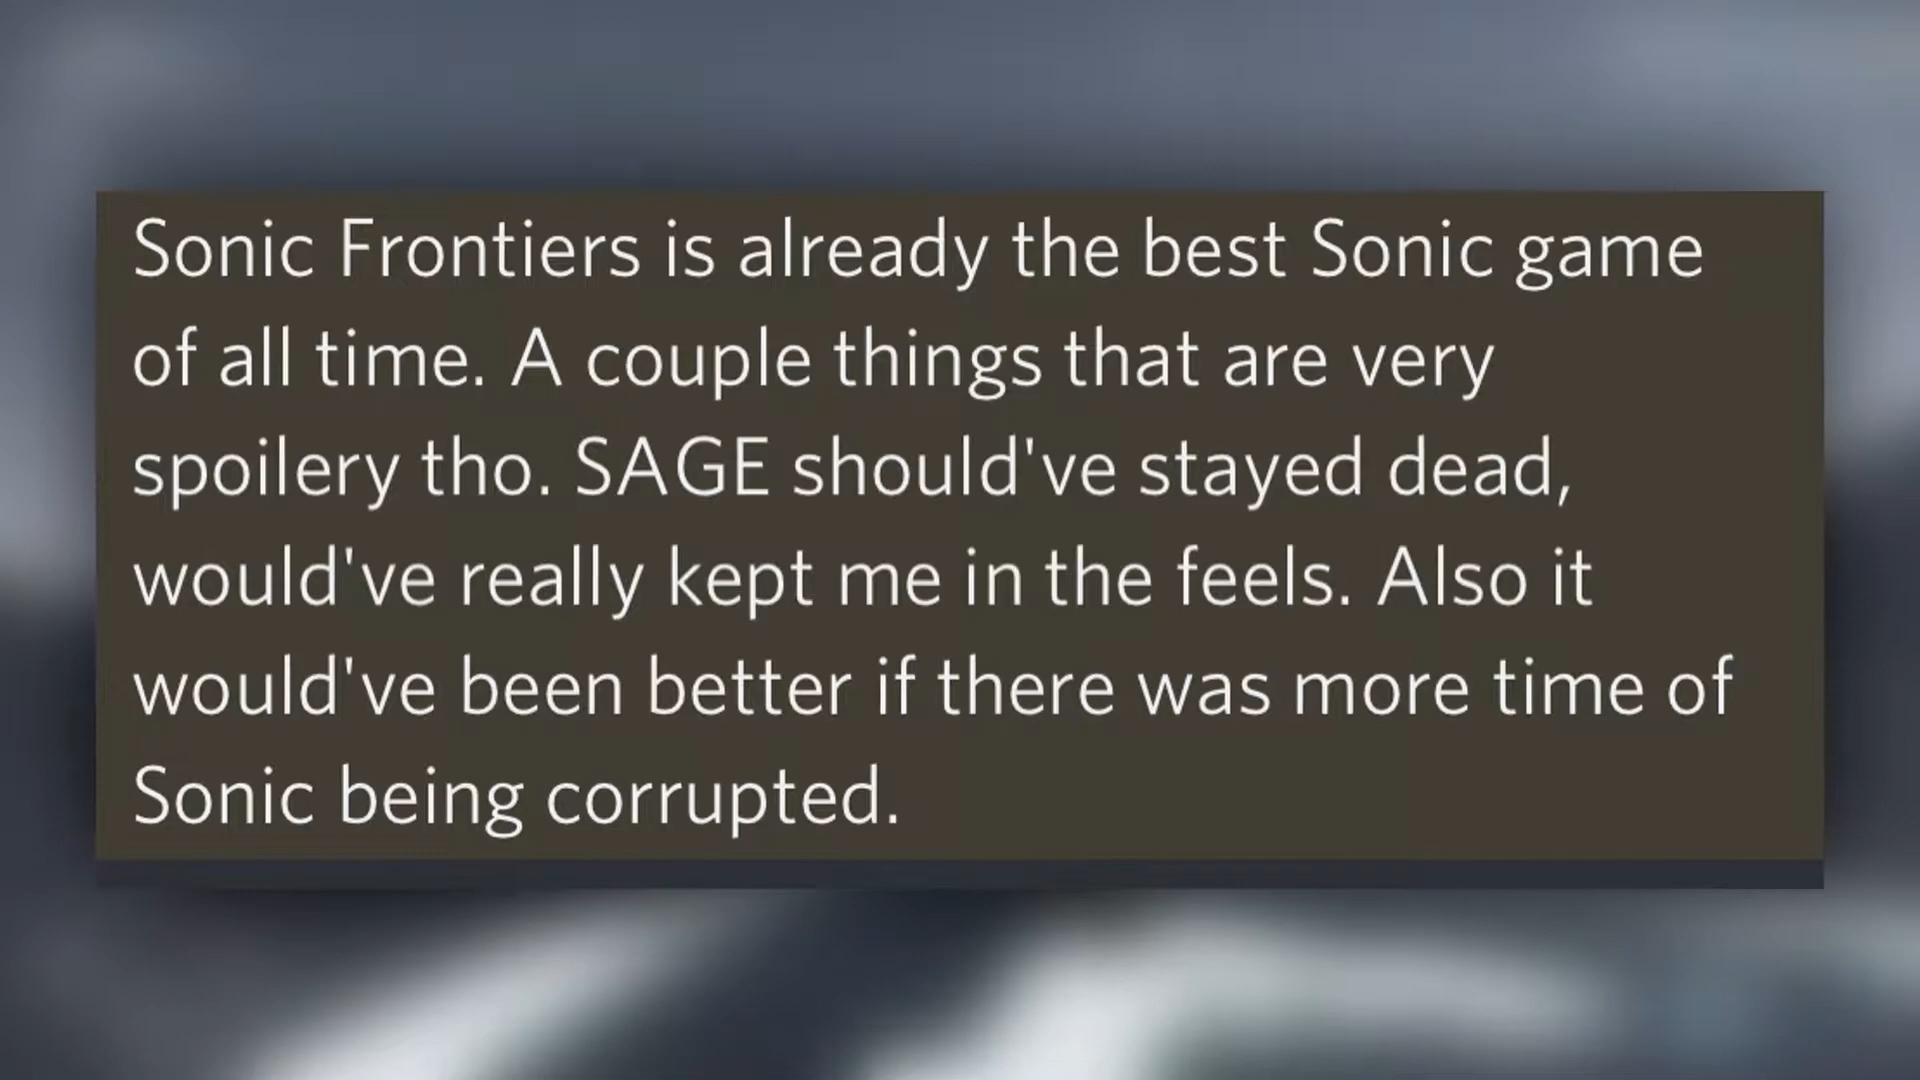 Sonic Frontiers is already the best Sonic game
of all time. A couple things that are very
spoilery tho. SAGE should've stayed dead,
would've really kept me in the feels. Also it
would've been better if there was more time of
Sonic being corrupted.